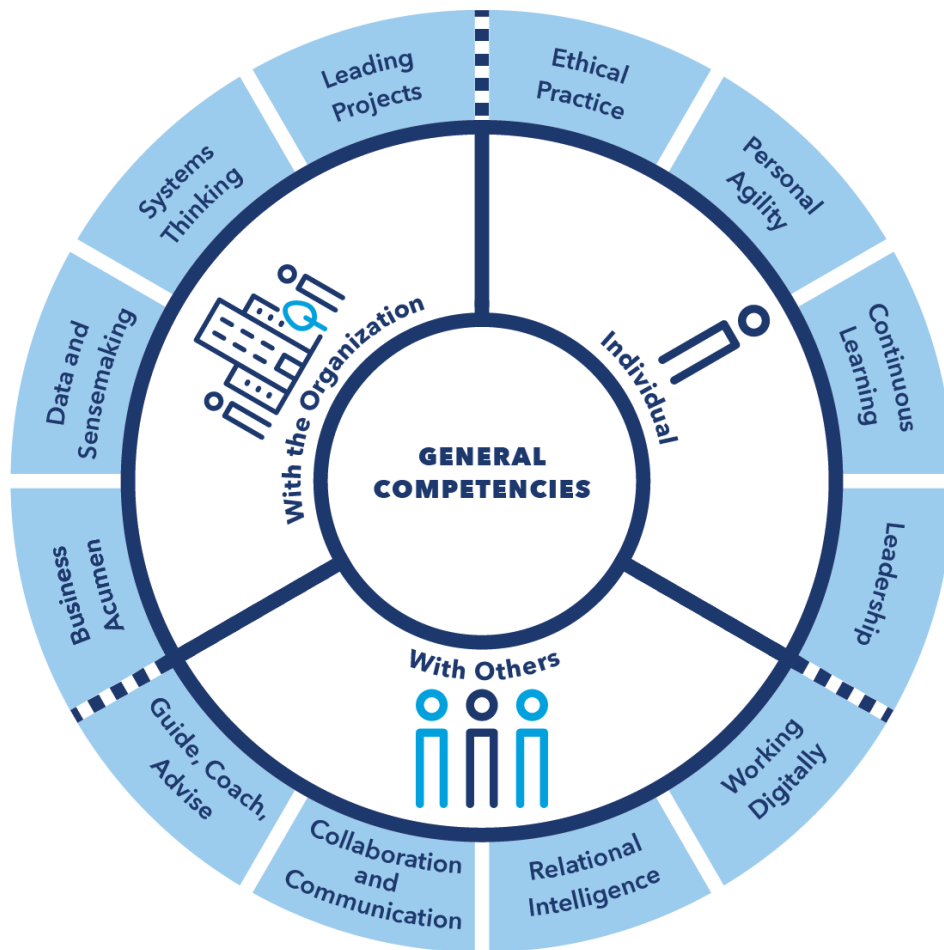 GENERAL
COMPETENCIES
Individual
Ethical
Practice
Personal
Agility
Continuous
Learning
Leadership
With Others
Working
Digitally
Relational
Intelligence
Collaboration
and
Communication
Guide, Coach,
Advise
With the Organization
Business
Acumen
Data and
Sensemaking
Systems
Thinking
Leading
Projects